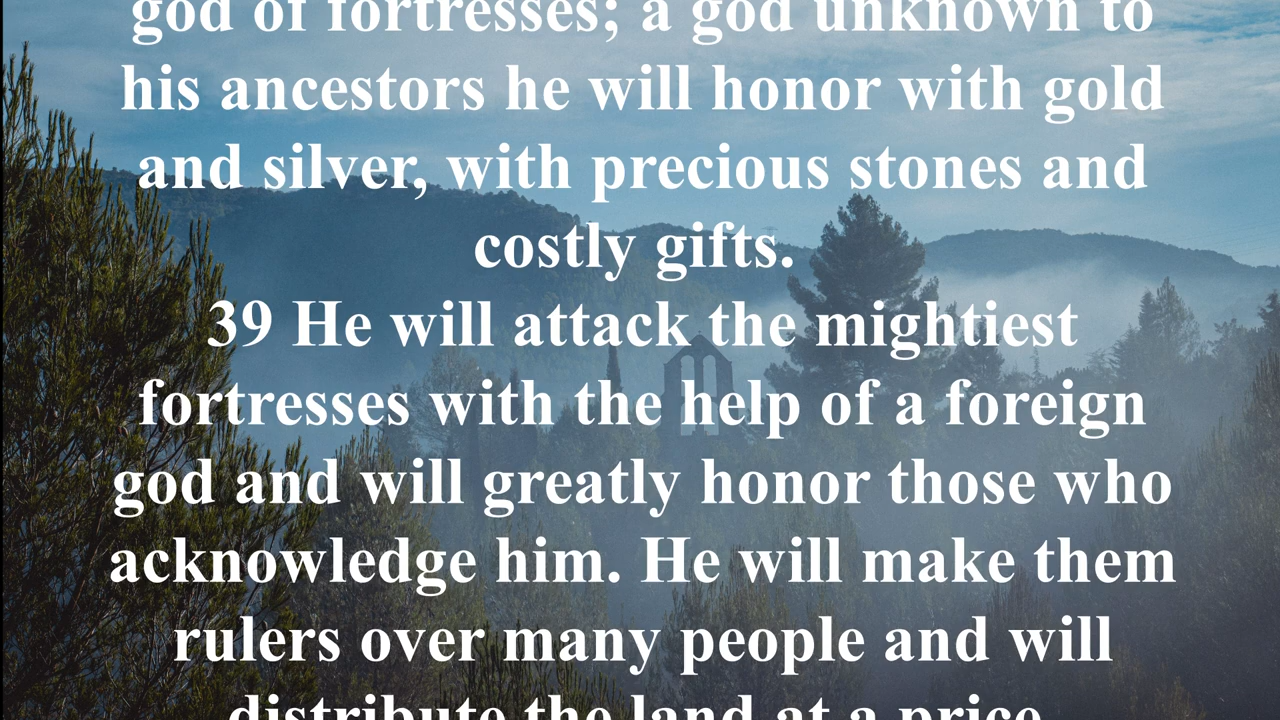 god of fortresses; a god unknown to
his ancestors he will honor with gold
and silver, with precious stones and
costly gifts.
39 He will attack the mightiest
fortresses with the help of a foreign
god and will greatly honor those who
acknowledge him. He will make them
rulers over many people and will
distribute the land at a price